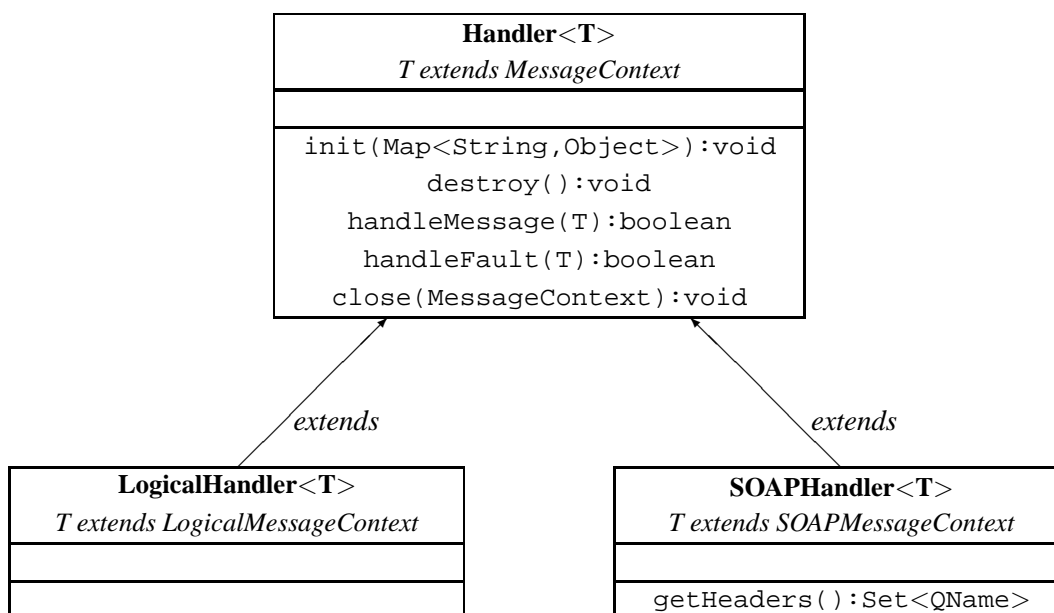 Handler<T>
T extends MessageContext
init(Map<String,Object>):void
destroy():void
handleMessage(T):boolean
handleFault(T):boolean
close(MessageContext):void
extends
extends
LogicalHandler<T>
T extends LogicalMessageContext
SOAPHandler<T>
T extends SOAPMessageContext
getHeaders():Set<QName>